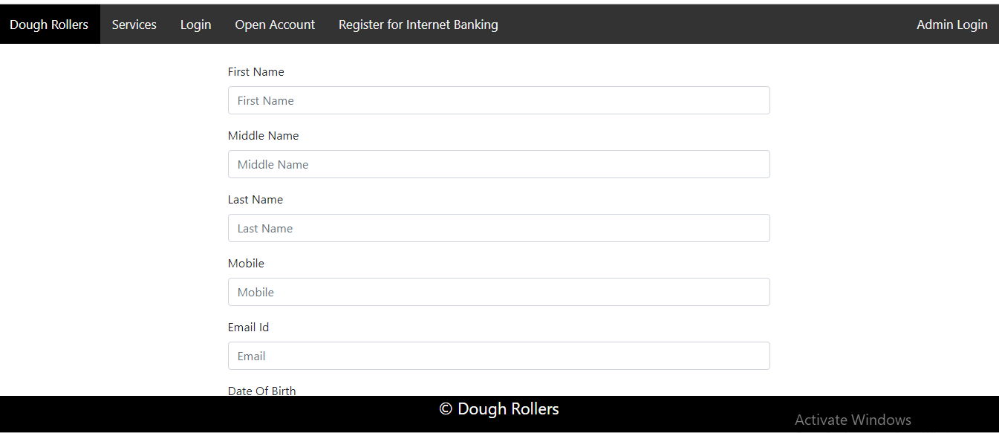 Dough Rollers Services Login Open Account Register for Internet Banking Admin Login
First Name
First Name
Middle Name
Middle Name
Last Name
Last Name
Mobile
Mobile
Email Id
Email
Date Of Birth
© Dough Rollers
Activate Windows